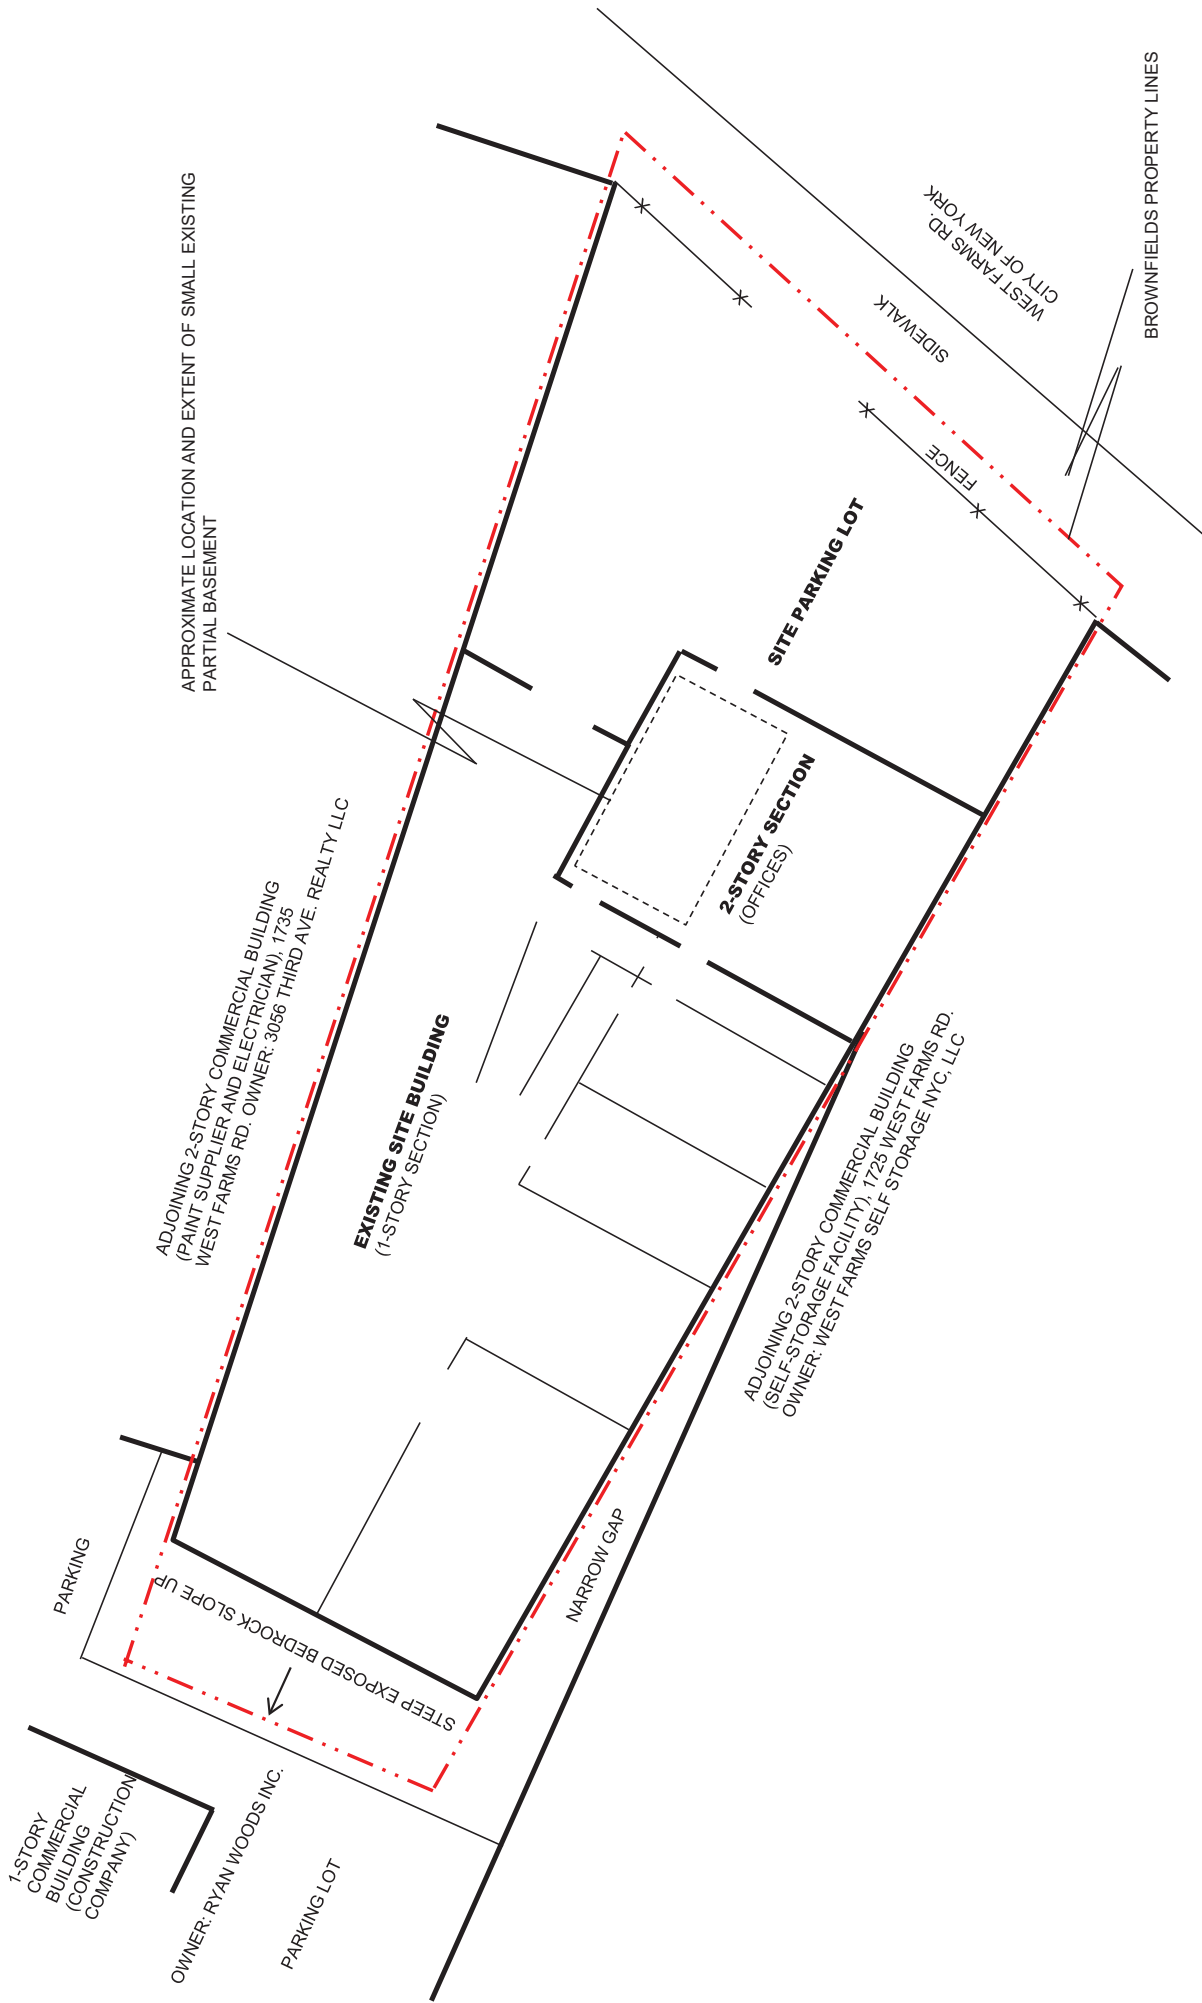 APPROXIMATE LOCATION AND EXTENT OF SMALL EXISTING
PARTIAL BASEMENT
BROWNFIELDS PROPERTY LINES
WEST FARMS RD.
CITY OF NEW YORK
SIDEWALK
FENCE
SITE PARKING LOT
2-STORY SECTION
(OFFICES)
ADJOINING 2-STORY COMMERCIAL BUILDING
(PAINT SUPPLIER AND ELECTRICIAN), 1735
WEST FARMS RD. OWNER: 3056 THIRD AVE. REALTY LLC
EXISTING SITE BUILDING
(1-STORY SECTION)
ADJOINING 2-STORY COMMERCIAL BUILDING
(SELF-STORAGE FACILITY), 1725 WEST FARMS RD.
OWNER: WEST FARMS SELF STORAGE NYC, LLC
NARROW GAP
PARKING
STEEP EXPOSED BEDROCK SLOPE UP
1-STORY
COMMERCIAL
BUILDING
(CONSTRUCTION
COMPANY)
OWNER: RYAN WOODS INC.
PARKING LOT